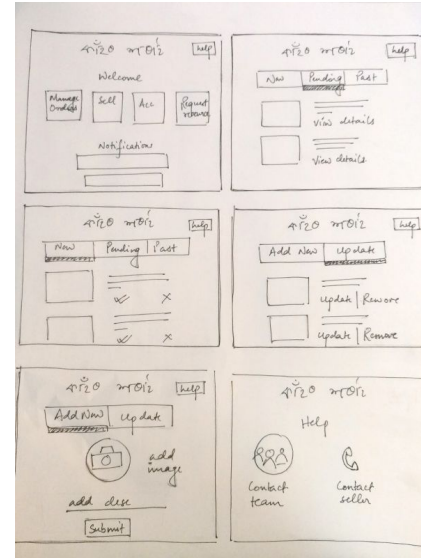 help
Welcome
Manage
Orders
Sell
Acc
Request
Notification
help
New Pending Past
View details
View details
help
New Pending Past
help
Add New Update
Update | Remove
Update | Remove
help
Add New Update
add
image
add desc
Submit
Help
Contact
team
Contact
seller